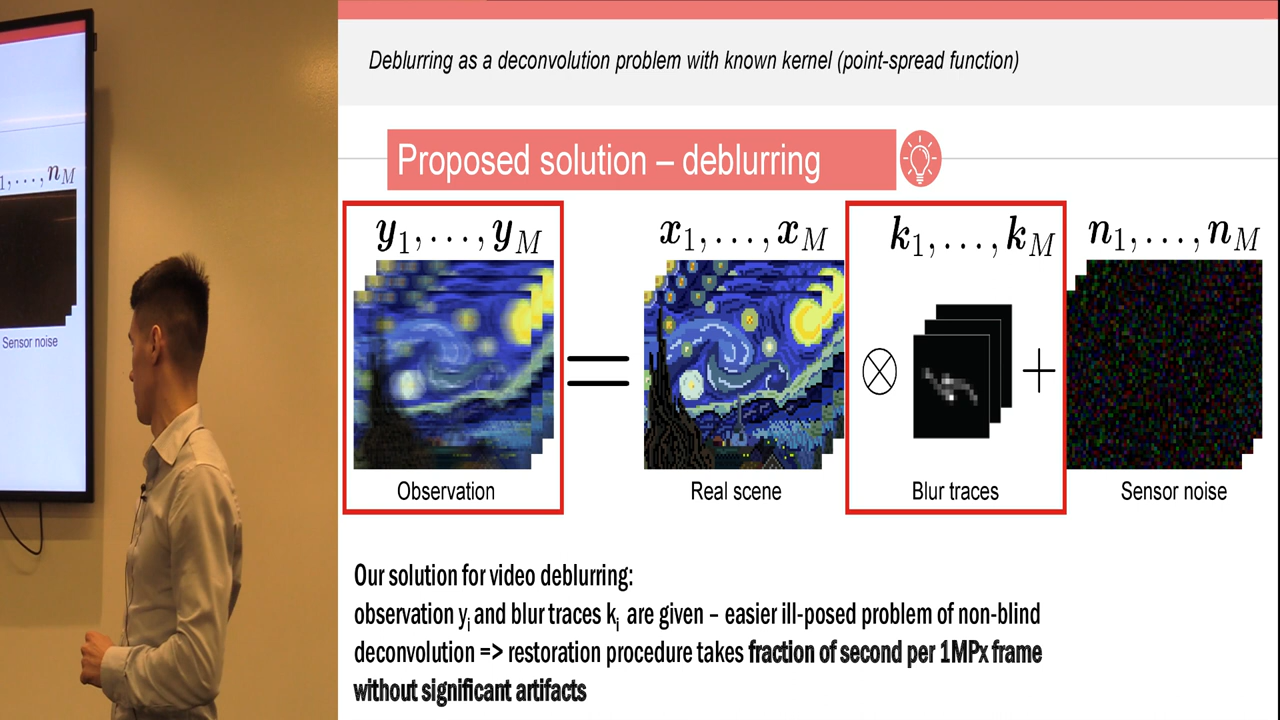 Deblurring as a deconvolution problem with known kernel (point-spread function)
Proposed solution – deblurring
y₁,...,y_M
x₁,...,x_M
k₁,...,k_M
n₁,...,n_M
⊗
+
=
Observation
Real scene
Blur traces
Sensor noise
Our solution for video deblurring:
observation yᵢ and blur traces kᵢ are given – easier ill-posed problem of non-blind
deconvolution => restoration procedure takes fraction of second per 1MPx frame
without significant artifacts
1,...,n_M
Sensor noise